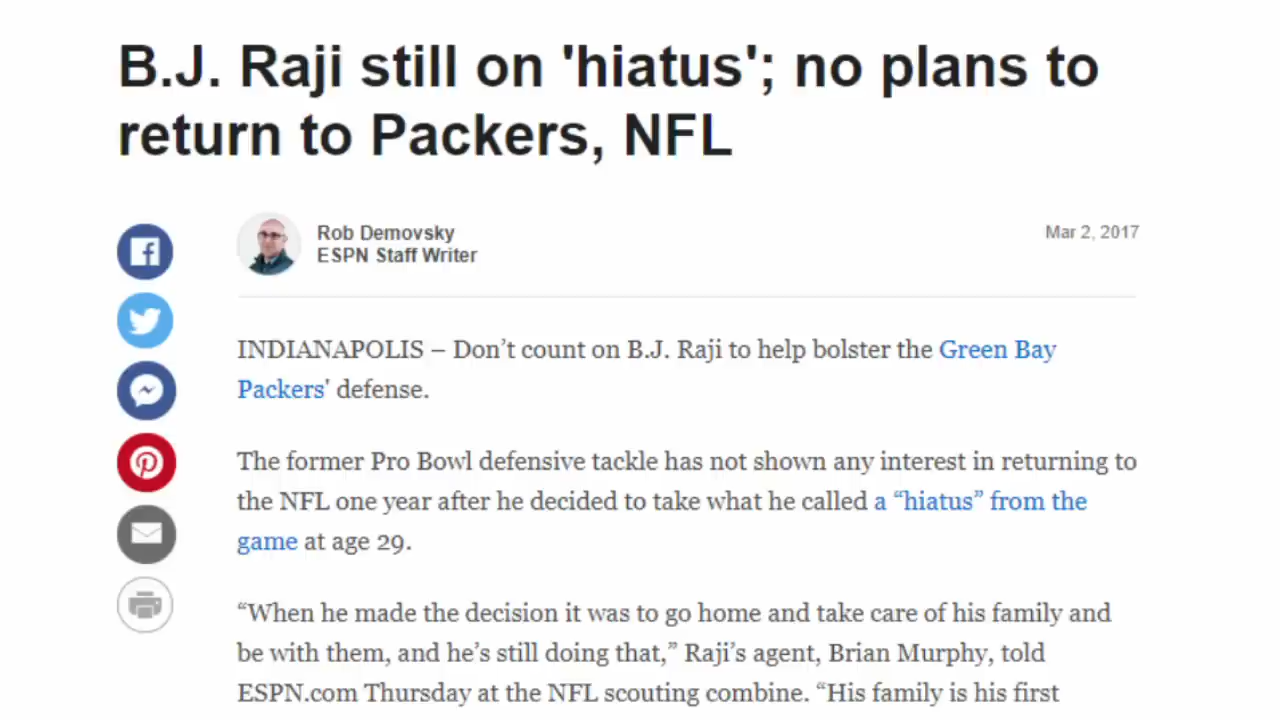 B.J. Raji still on 'hiatus'; no plans to
return to Packers, NFL
Rob Demovsky
ESPN Staff Writer
Mar 2, 2017
INDIANAPOLIS – Don’t count on B.J. Raji to help bolster the Green Bay
Packers' defense.
The former Pro Bowl defensive tackle has not shown any interest in returning to
the NFL one year after he decided to take what he called a “hiatus” from the
game at age 29.
“When he made the decision it was to go home and take care of his family and
be with them, and he’s still doing that,” Raji’s agent, Brian Murphy, told
ESPN.com Thursday at the NFL scouting combine. “His family is his first